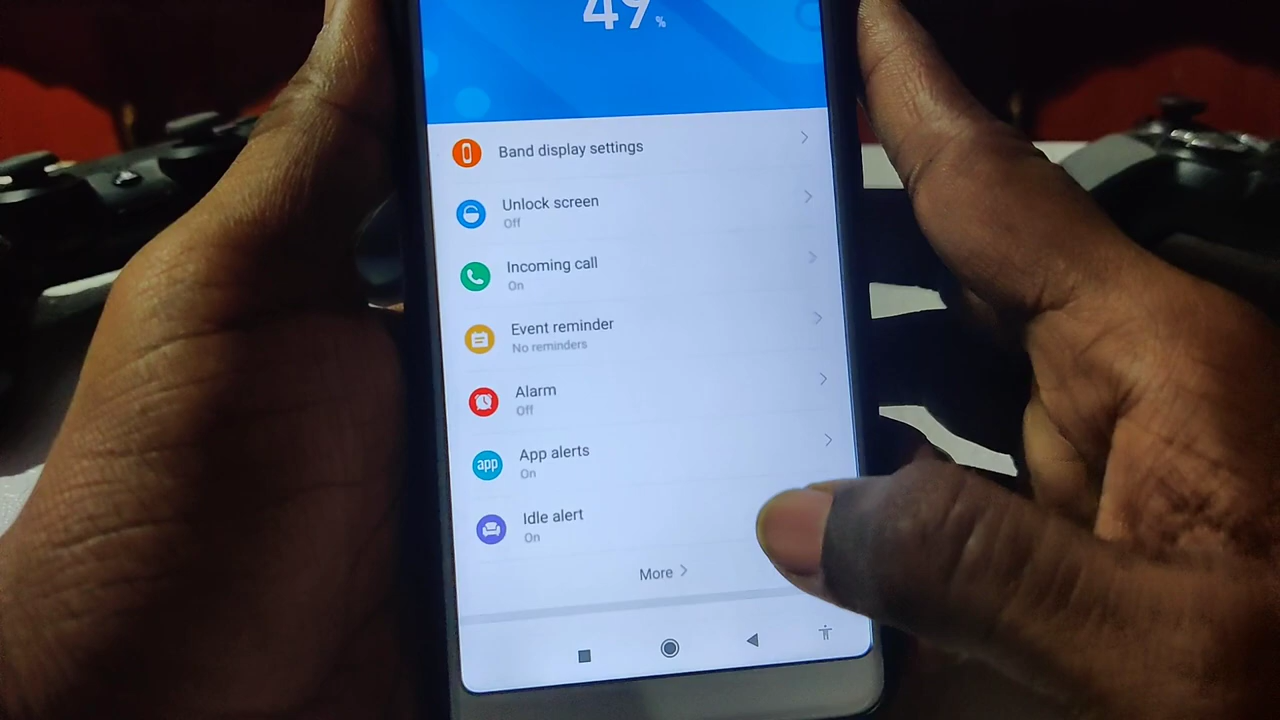 49%
Band display settings
Unlock screen
Off
Incoming call
On
Event reminder
No reminders
Alarm
Off
app
App alerts
On
Idle alert
On
More